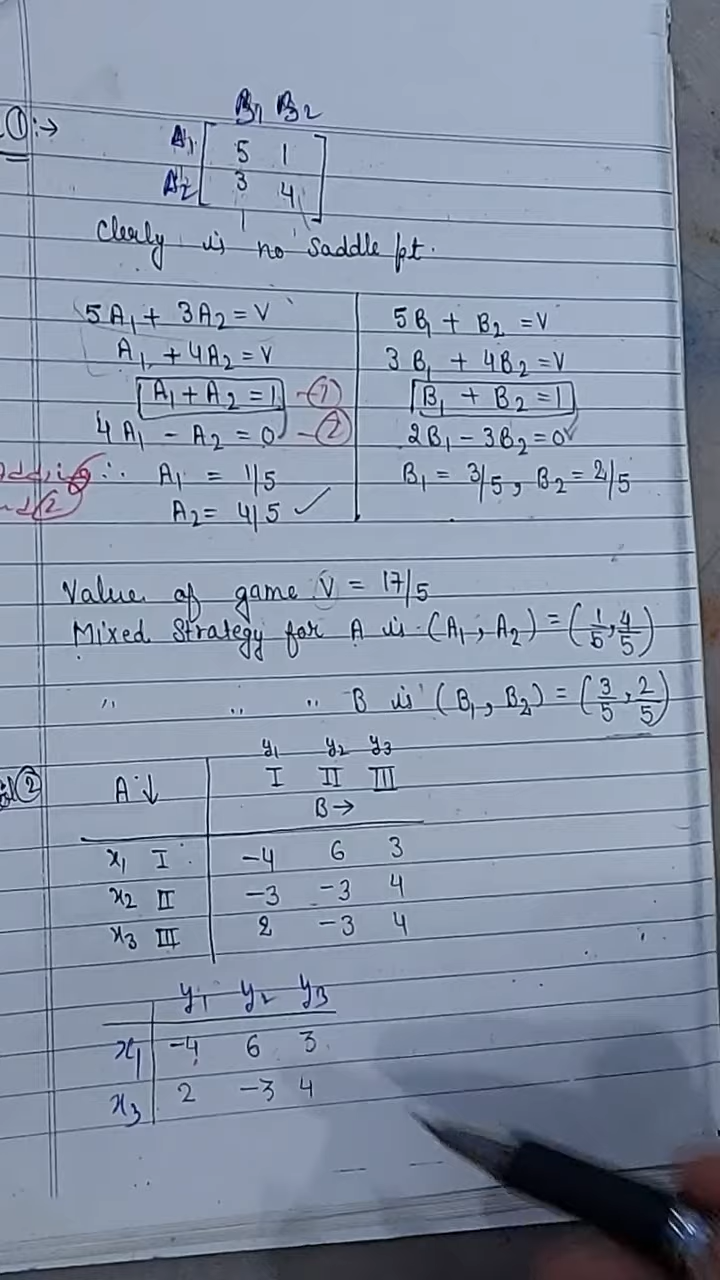 B₁ B₂
①:→
A₁ 5 1
A₂ 3 4
Clerly is no saddle pt.
5A₁ + 3A₂ = V
A₁ + 4A₂ = V
A₁ + A₂ = 1 -①
4A₁ - A₂ = 0 -②
∴ A₁ = 1/5
A₂ = 4/5 ✓
5B₁ + B₂ = V
3B₁ + 4B₂ = V
B₁ + B₂ = 1
2B₁ - 3B₂ = 0
B₁ = 3/5, B₂ = 2/5
Value of game V = 17/5
Mixed Strategy for A is (A₁, A₂) = (1/5, 4/5)
" " " B is (B₁, B₂) = (3/5, 2/5)
②
y₁ y₂ y₃
A↓ I II III
B→
x₁ I -4 6 3
x₂ II -3 -3 4
x₃ III 2 -3 4
y₁ y₂ y₃
x₁ -4 6 3
x₃ 2 -3 4